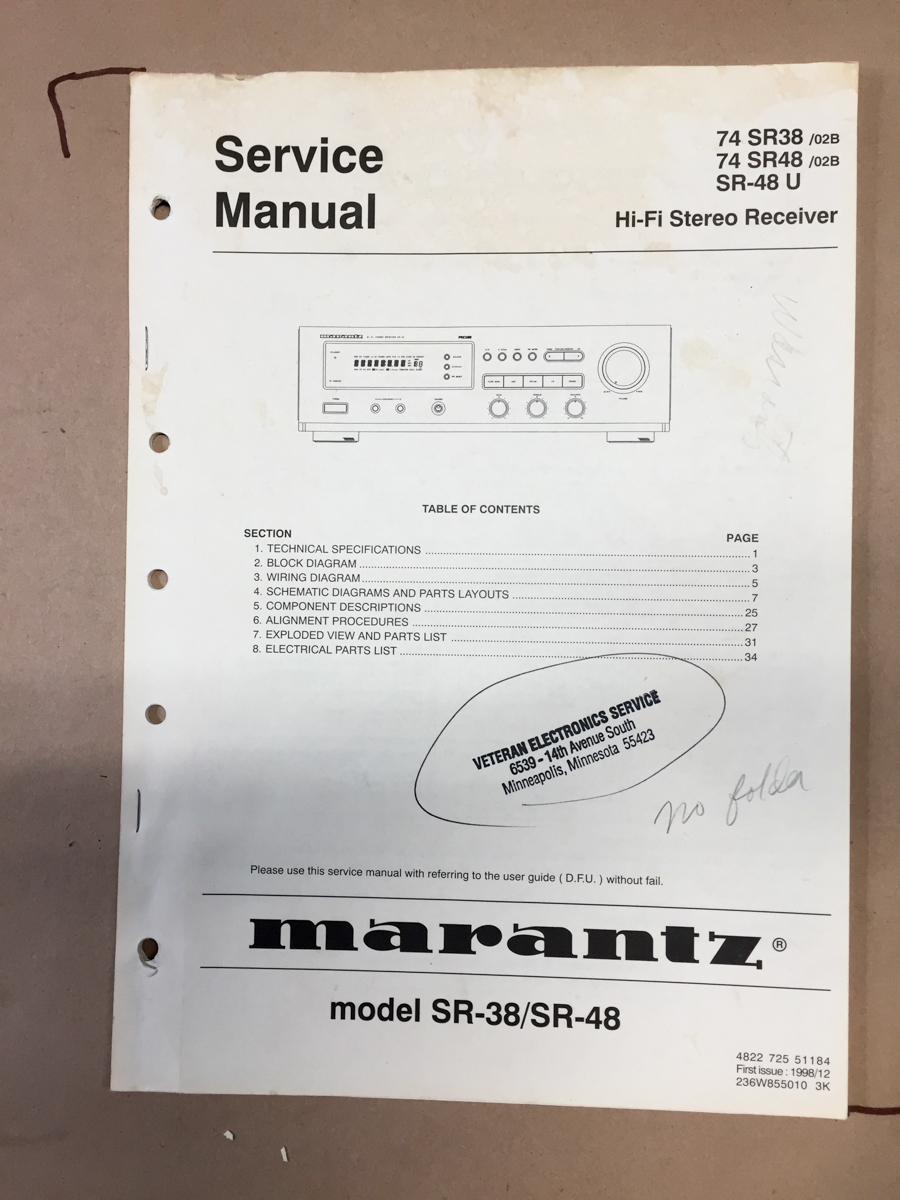 Service
Manual
74 SR38 /02B
74 SR48 /02B
SR-48 U
Hi-Fi Stereo Receiver
marantz
TABLE OF CONTENTS
SECTION PAGE
1. TECHNICAL SPECIFICATIONS 1
2. BLOCK DIAGRAM 3
3. WIRING DIAGRAM 5
4. SCHEMATIC DIAGRAMS AND PARTS LAYOUTS 7
5. COMPONENT DESCRIPTIONS 25
6. ALIGNMENT PROCEDURES 27
7. EXPLODED VIEW AND PARTS LIST 31
8. ELECTRICAL PARTS LIST 34
VETERAN ELECTRONICS SERVICE
6539 - 14th Avenue South
Minneapolis, Minnesota 55423
no folder
Please use this service manual with referring to the user guide ( D.F.U. ) without fail.
marantz ®
model SR-38/SR-48
4822 725 51184
First issue : 1998/12
236W855010 3K